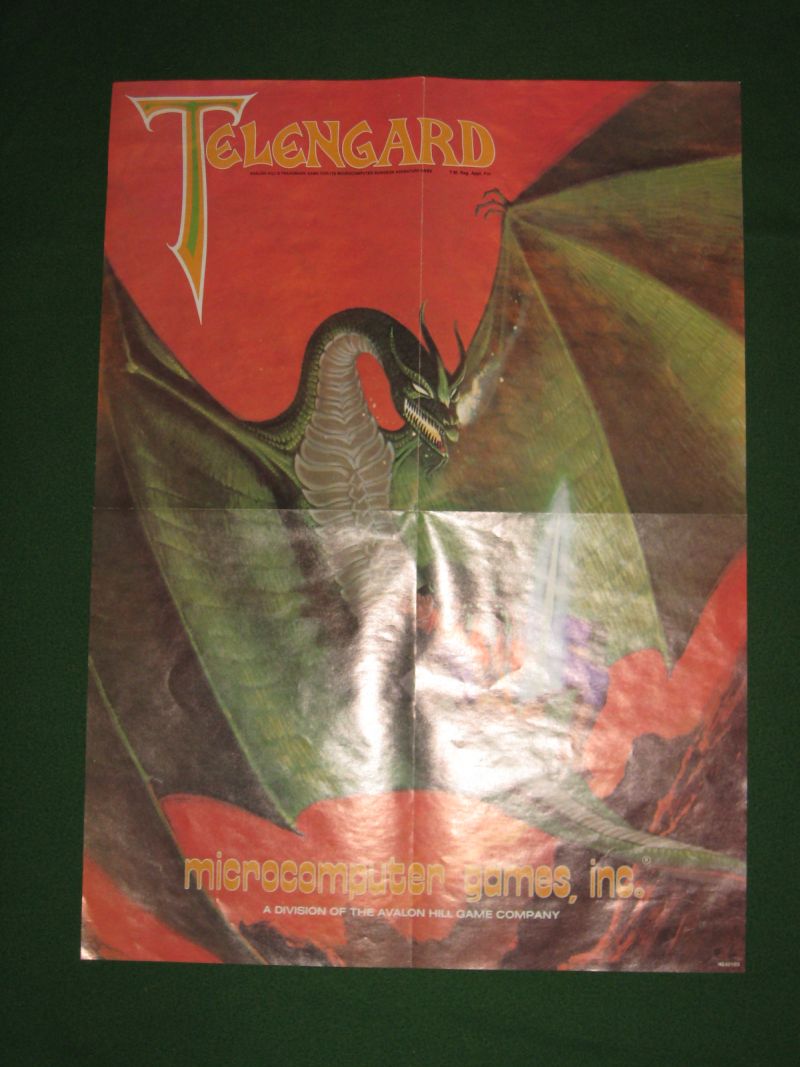 TELENGARD
AVALON HILL'S TRADEMARK NAME FOR ITS MICROCOMPUTER DUNGEON ADVENTURE GAME
T.M. Reg. Appl. For
microcomputer games, inc.®
A DIVISION OF THE AVALON HILL GAME COMPANY